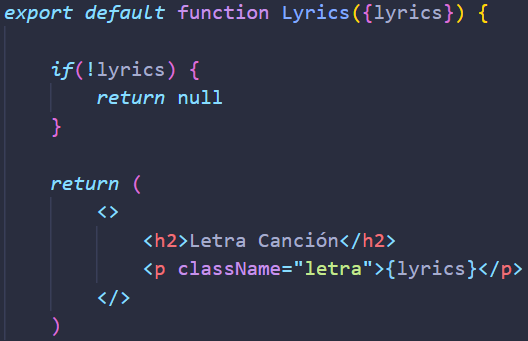 export default function Lyrics({lyrics}) {
if(!lyrics) {
return null
}
return (
<>
<h2>Letra Canción</h2>
<p className="letra">{lyrics}</p>
</>
)